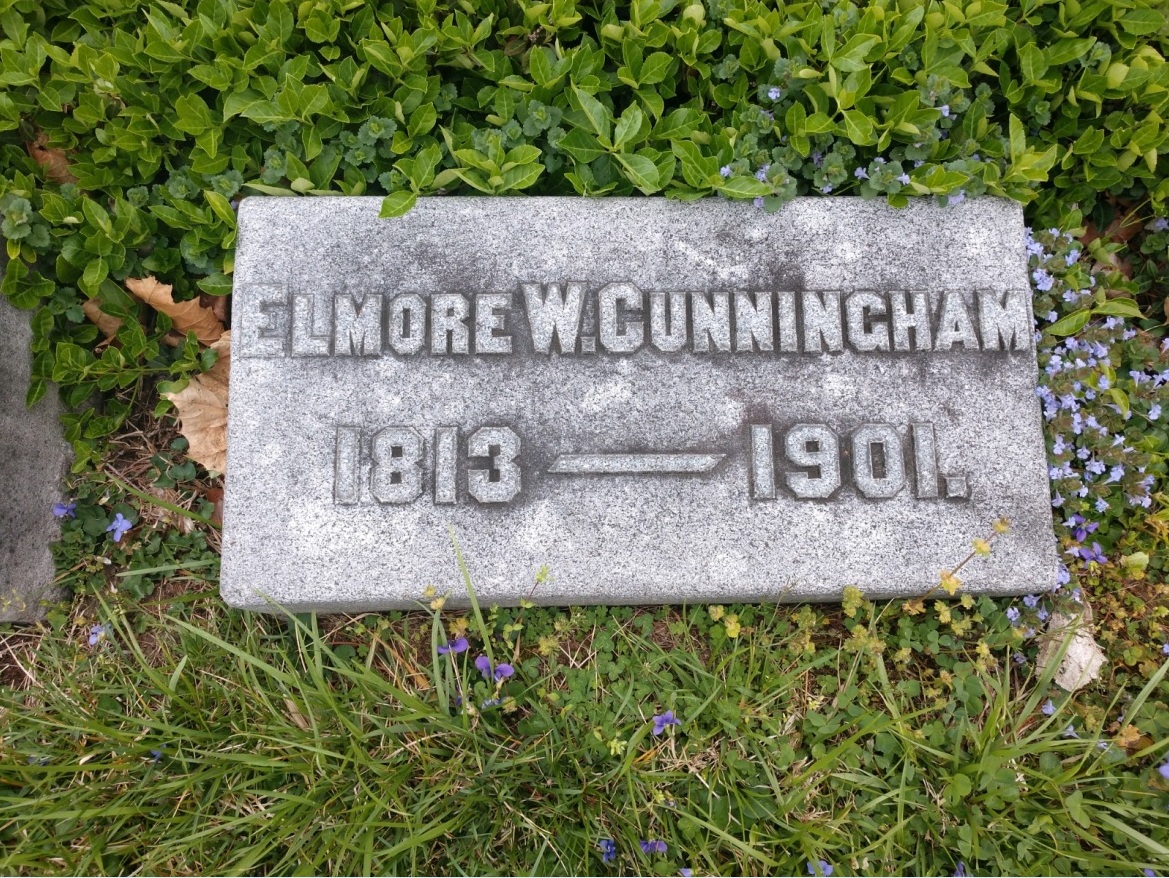 ELMORE W. CUNNINGHAM
1813 — 1901.